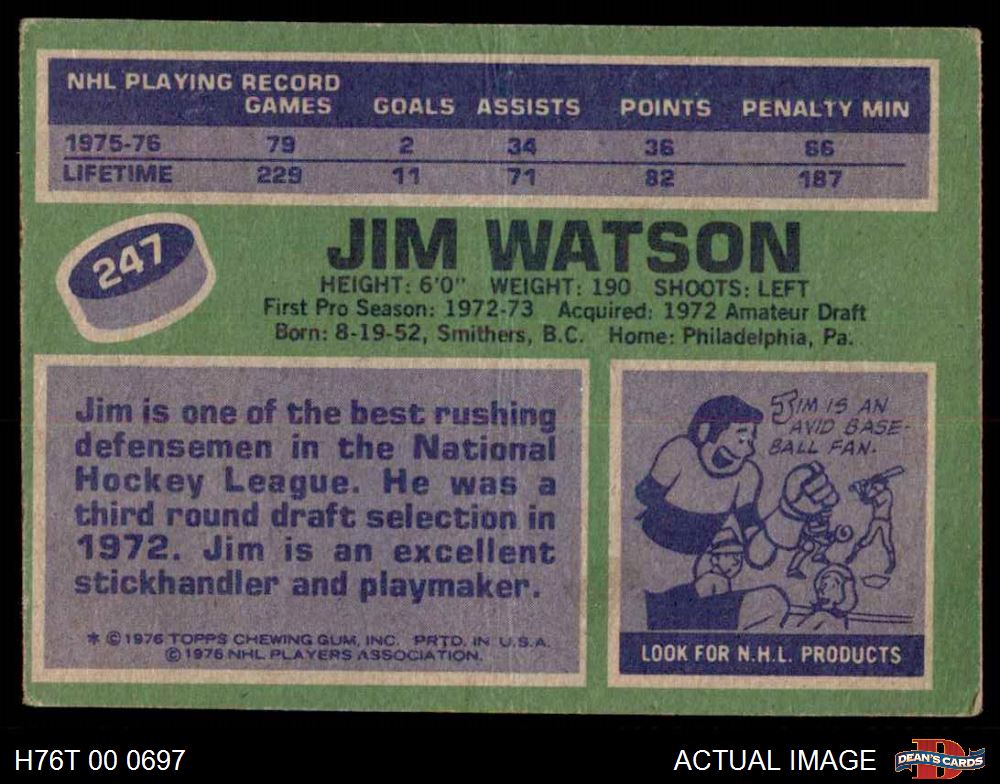 NHL PLAYING RECORD
GAMES GOALS ASSISTS POINTS PENALTY MIN
1975-76 79 2 34 36 66
LIFETIME 229 11 71 82 187
247
JIM WATSON
HEIGHT: 6'0" WEIGHT: 190 SHOOTS: LEFT
First Pro Season: 1972-73 Acquired: 1972 Amateur Draft
Born: 8-19-52, Smithers, B.C. Home: Philadelphia, Pa.
Jim is one of the best rushing
defensemen in the National
Hockey League. He was a
third round draft selection in
1972. Jim is an excellent
stickhandler and playmaker.
* © 1976 TOPPS CHEWING GUM, INC. PRTD. IN U.S.A.
© 1976 NHL PLAYERS ASSOCIATION.
JIM IS AN
AVID BASE-
BALL FAN.
LOOK FOR N.H.L. PRODUCTS
H76T 00 0697
ACTUAL IMAGE
D
DEAN'S CARDS